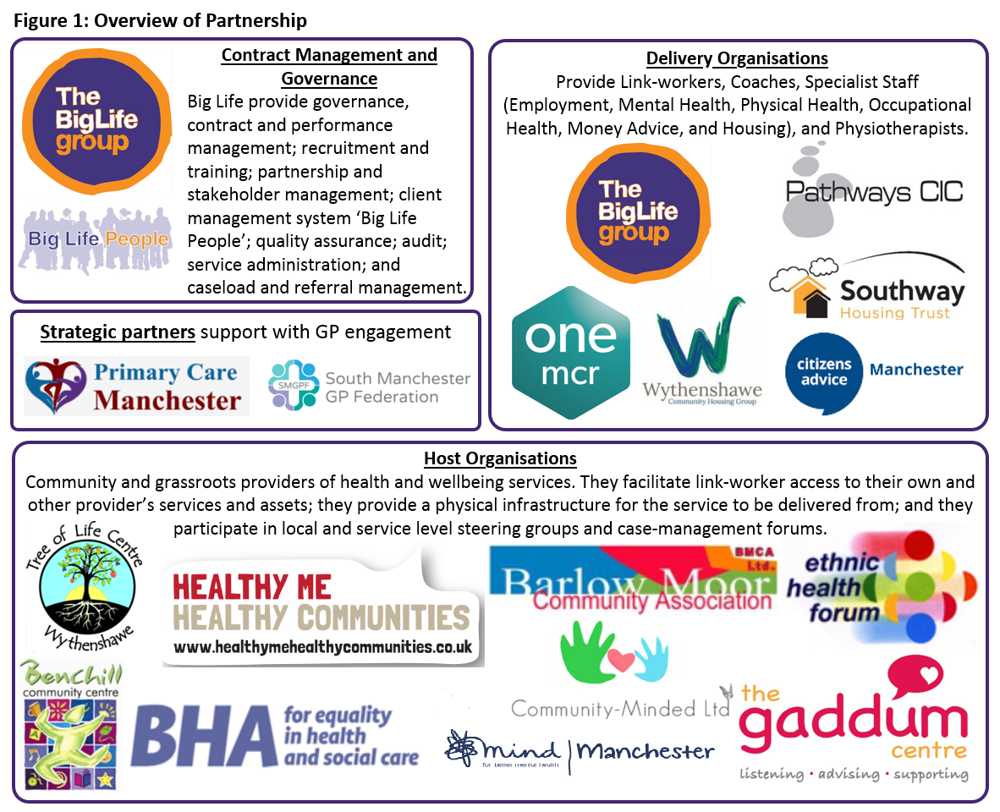 Figure 1: Overview of Partnership
The
BigLife
group
Big Life People
Contract Management and
Governance
Big Life provide governance,
contract and performance
management; recruitment and
training; partnership and
stakeholder management; client
management system ‘Big Life
People’; quality assurance; audit;
service administration; and
caseload and referral management.
Strategic partners support with GP engagement
Primary Care
Manchester
SMGPF
South Manchester
GP Federation
Delivery Organisations
Provide Link-workers, Coaches, Specialist Staff
(Employment, Mental Health, Physical Health, Occupational
Health, Money Advice, and Housing), and Physiotherapists.
The
BigLife
group
Pathways CIC
Southway
Housing Trust
one
mcr
W
Wythenshawe
Community Housing Group
citizens
advice
Manchester
Host Organisations
Community and grassroots providers of health and wellbeing services. They facilitate link-worker access to their own and
other provider’s services and assets; they provide a physical infrastructure for the service to be delivered from; and they
participate in local and service level steering groups and case-management forums.
Tree of Life Centre
Wythenshawe
HEALTHY ME
HEALTHY COMMUNITIES
www.healthymehealthycommunities.co.uk
BMCA
Ltd.
Barlow Moor
Community Association
ethnic
health
forum
Benchill
community centre
BHA
for equality
in health
and social care
Community-Minded Ltd
mind | Manchester
for better mental health
the
gaddum
centre
listening • advising • supporting